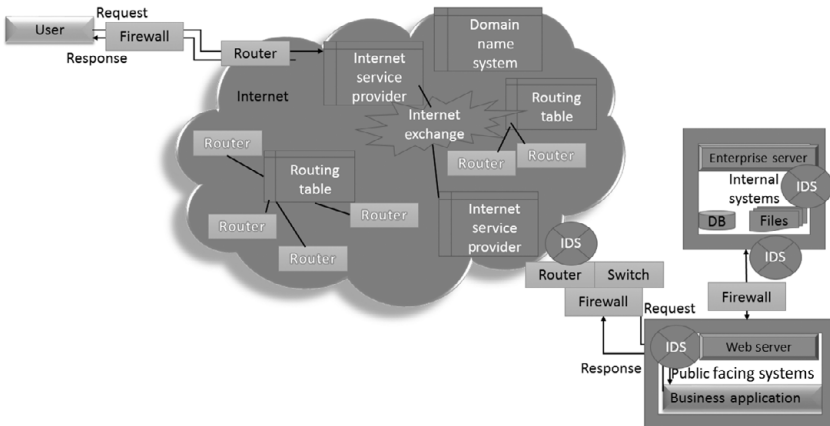 Request
User
Firewall
Response
Router
Internet
Internet
service
provider
Domain
name
system
Internet
exchange
Routing
table
Router
Router
Router
Routing
table
Router
Router
Router
Internet
service
provider
IDS
Router
Switch
Firewall
Request
Response
Enterprise server
Internal
systems
IDS
DB
Files
IDS
Firewall
IDS
Web server
Public facing systems
Business application